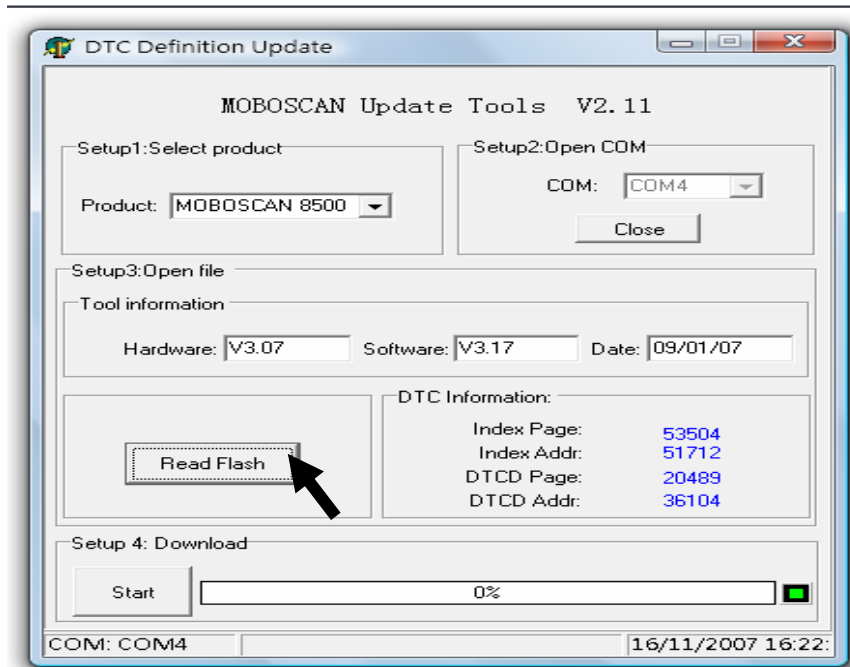 DTC Definition Update
MOBOSCAN Update Tools V2.11
Setup1:Select product
Product: MOBOSCAN 8500
Setup2:Open COM
COM: COM4
Close
Setup3:Open file
Tool information
Hardware: V3.07 Software: V3.17 Date: 09/01/07
Read Flash
DTC Information:
Index Page: 53504
Index Addr: 51712
DTCD Page: 20489
DTCD Addr: 36104
Setup 4: Download
Start 0%
COM: COM4 16/11/2007 16:22: